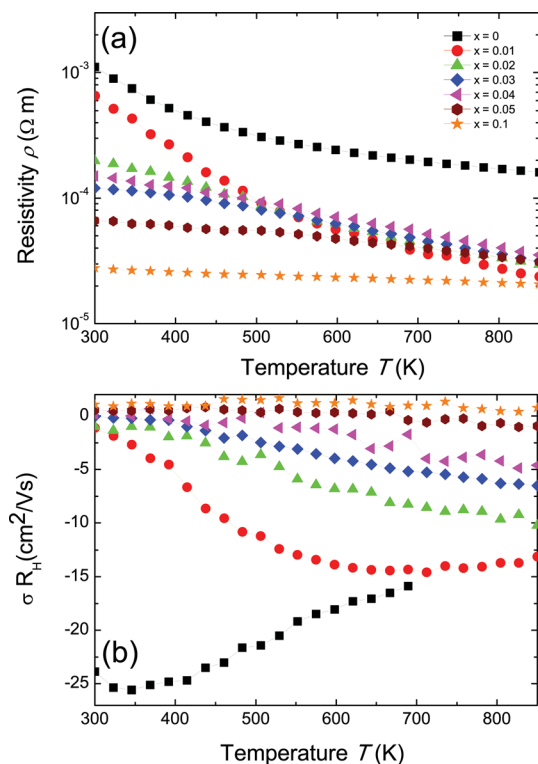 (a)
x = 0
x = 0.01
x = 0.02
x = 0.03
x = 0.04
x = 0.05
x = 0.1
Resistivity ρ (Ω m)
10⁻³
10⁻⁴
10⁻⁵
300 400 500 600 700 800
Temperature T (K)
σ R_H (cm²/Vs)
0
-5
-10
-15
-20
-25
(b)
300 400 500 600 700 800
Temperature T (K)